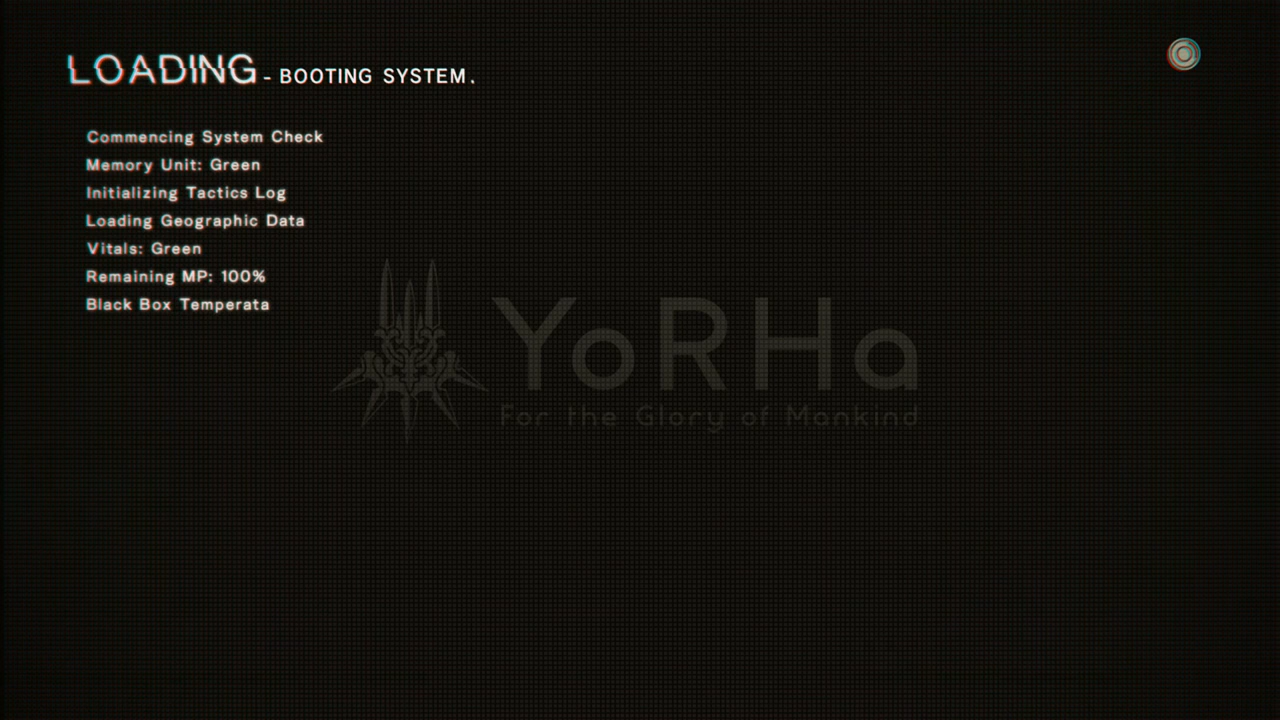 LOADING - BOOTING SYSTEM.
Commencing System Check
Memory Unit: Green
Initializing Tactics Log
Loading Geographic Data
Vitals: Green
Remaining MP: 100%
Black Box Temperata
YoRHa
For the Glory of Mankind